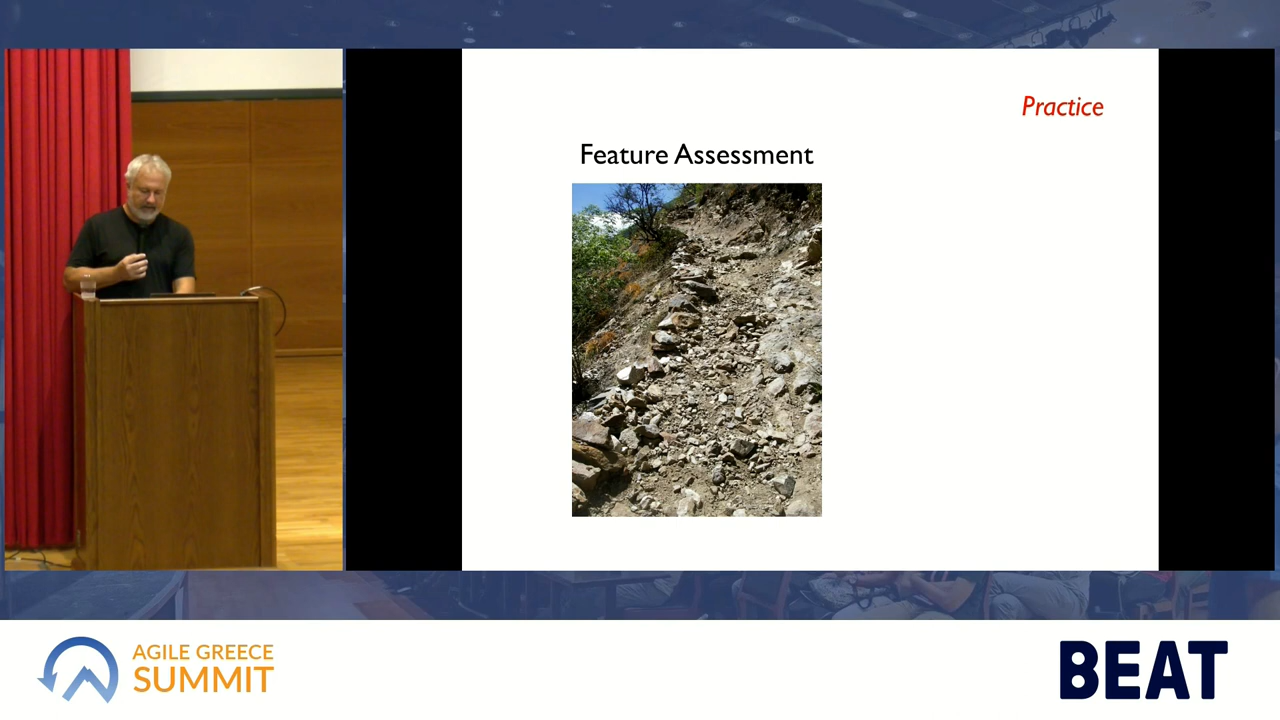 Practice
Feature Assessment
AGILE GREECE
SUMMIT
BEAT